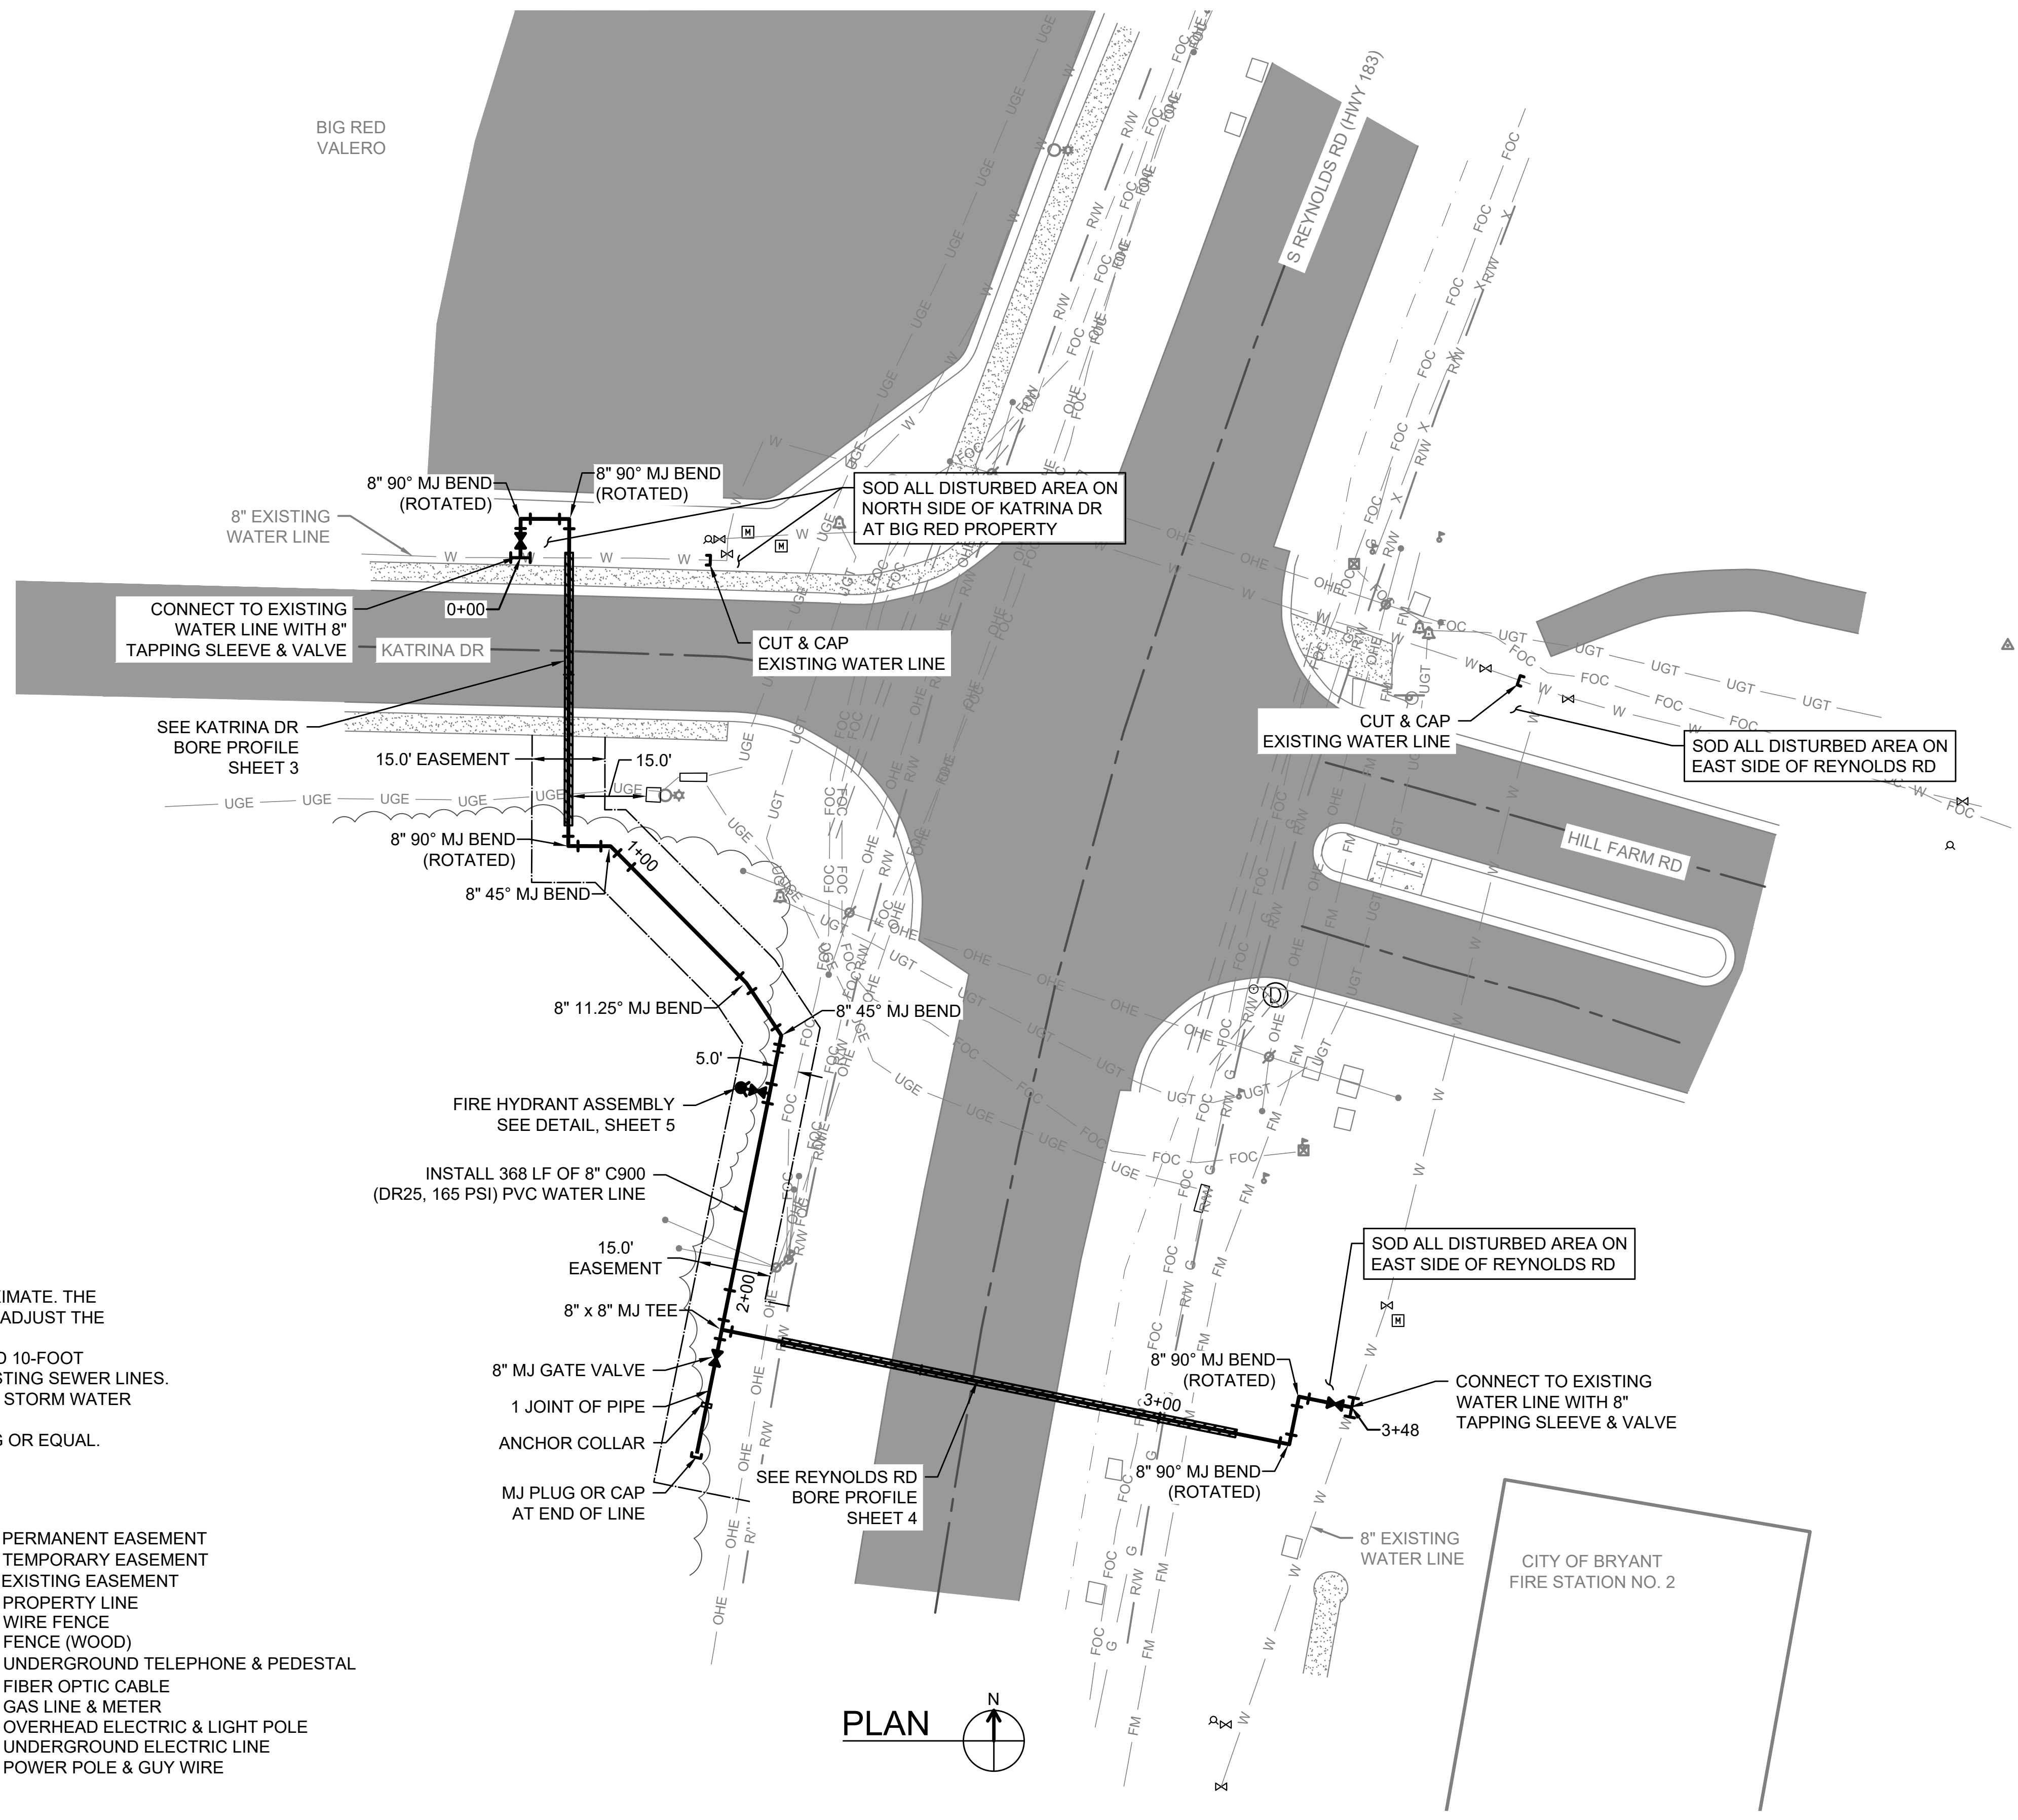 BIG RED
VALERO
S REYNOLDS RD (HWY 183)
8" 90° MJ BEND
(ROTATED)
8" 90° MJ BEND
(ROTATED)
8" EXISTING
WATER LINE
SOD ALL DISTURBED AREA ON
NORTH SIDE OF KATRINA DR
AT BIG RED PROPERTY
CONNECT TO EXISTING
WATER LINE WITH 8"
TAPPING SLEEVE & VALVE
0+00
KATRINA DR
CUT & CAP
EXISTING WATER LINE
SEE KATRINA DR
BORE PROFILE
SHEET 3
15.0' EASEMENT
15.0'
CUT & CAP
EXISTING WATER LINE
SOD ALL DISTURBED AREA ON
EAST SIDE OF REYNOLDS RD
HILL FARM RD
8" 90° MJ BEND
(ROTATED)
1+00
8" 45° MJ BEND
8" 11.25° MJ BEND
8" 45° MJ BEND
D
5.0'
FIRE HYDRANT ASSEMBLY
SEE DETAIL, SHEET 5
INSTALL 368 LF OF 8" C900
(DR25, 165 PSI) PVC WATER LINE
15.0'
EASEMENT
2+00
8" x 8" MJ TEE
8" MJ GATE VALVE
1 JOINT OF PIPE
ANCHOR COLLAR
MJ PLUG OR CAP
AT END OF LINE
SEE REYNOLDS RD
BORE PROFILE
SHEET 4
3+00
SOD ALL DISTURBED AREA ON
EAST SIDE OF REYNOLDS RD
8" 90° MJ BEND
(ROTATED)
CONNECT TO EXISTING
WATER LINE WITH 8"
TAPPING SLEEVE & VALVE
3+48
8" 90° MJ BEND
(ROTATED)
8" EXISTING
WATER LINE
CITY OF BRYANT
FIRE STATION NO. 2
THE
ADJUST THE
10-FOOT
SEWER LINES.
STORM WATER
OR EQUAL.
PERMANENT EASEMENT
TEMPORARY EASEMENT
EXISTING EASEMENT
PROPERTY LINE
WIRE FENCE
FENCE (WOOD)
UNDERGROUND TELEPHONE & PEDESTAL
FIBER OPTIC CABLE
GAS LINE & METER
OVERHEAD ELECTRIC & LIGHT POLE
UNDERGROUND ELECTRIC LINE
POWER POLE & GUY WIRE
PLAN
N